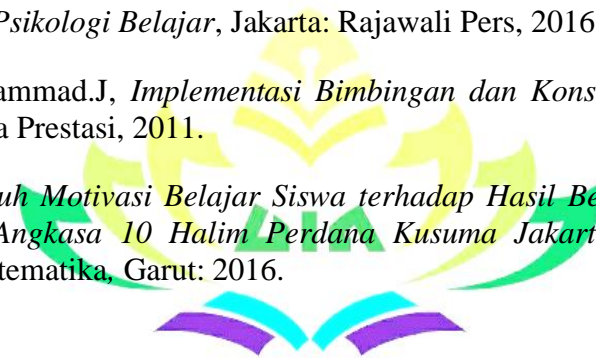 Psikologi Belajar, Jakarta: Rajawali Pers, 2016
ammad.J, Implementasi Bimbingan dan Kons
a Prestasi, 2011.
uh Motivasi Belajar Siswa terhadap Hasil Be
Angkasa 10 Halim Perdana Kusuma Jakart
tematika, Garut: 2016.